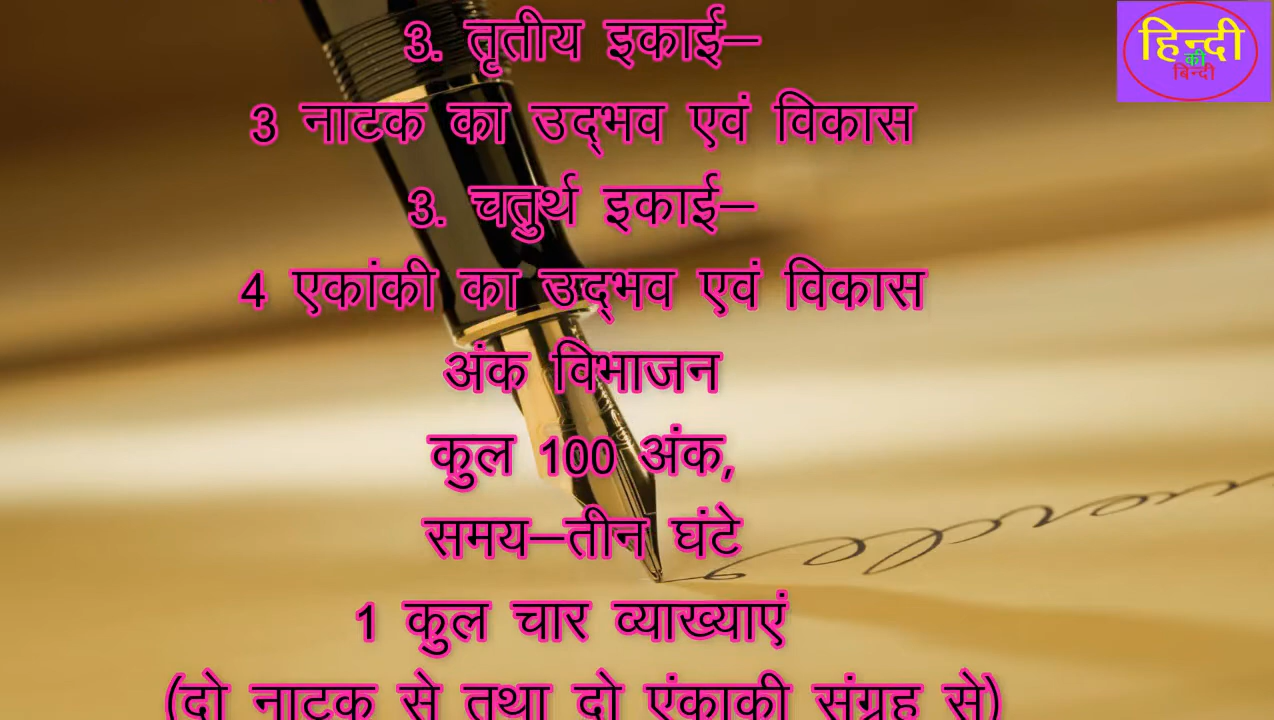 3. तृतीय इकाई–
3 नाटक का उद्‌भव एवं विकास
3. चतुर्थ इकाई–
4 एकांकी का उद्‌भव एवं विकास
अंक विभाजन
कुल 100 अंक,
समय–तीन घंटे
1 कुल चार व्याख्याएं
(दो नाटक से तथा दो एंकाकी संग्रह से)
हिन्दी
की
बिन्दी